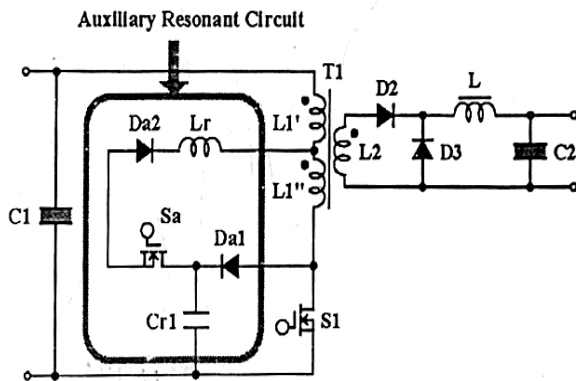 Auxiliary Resonant Circuit
T1
D2
L
Da2
Lr
L1'
L2
D3
C2
L1"
C1
Sa
Da1
Cr1
S1